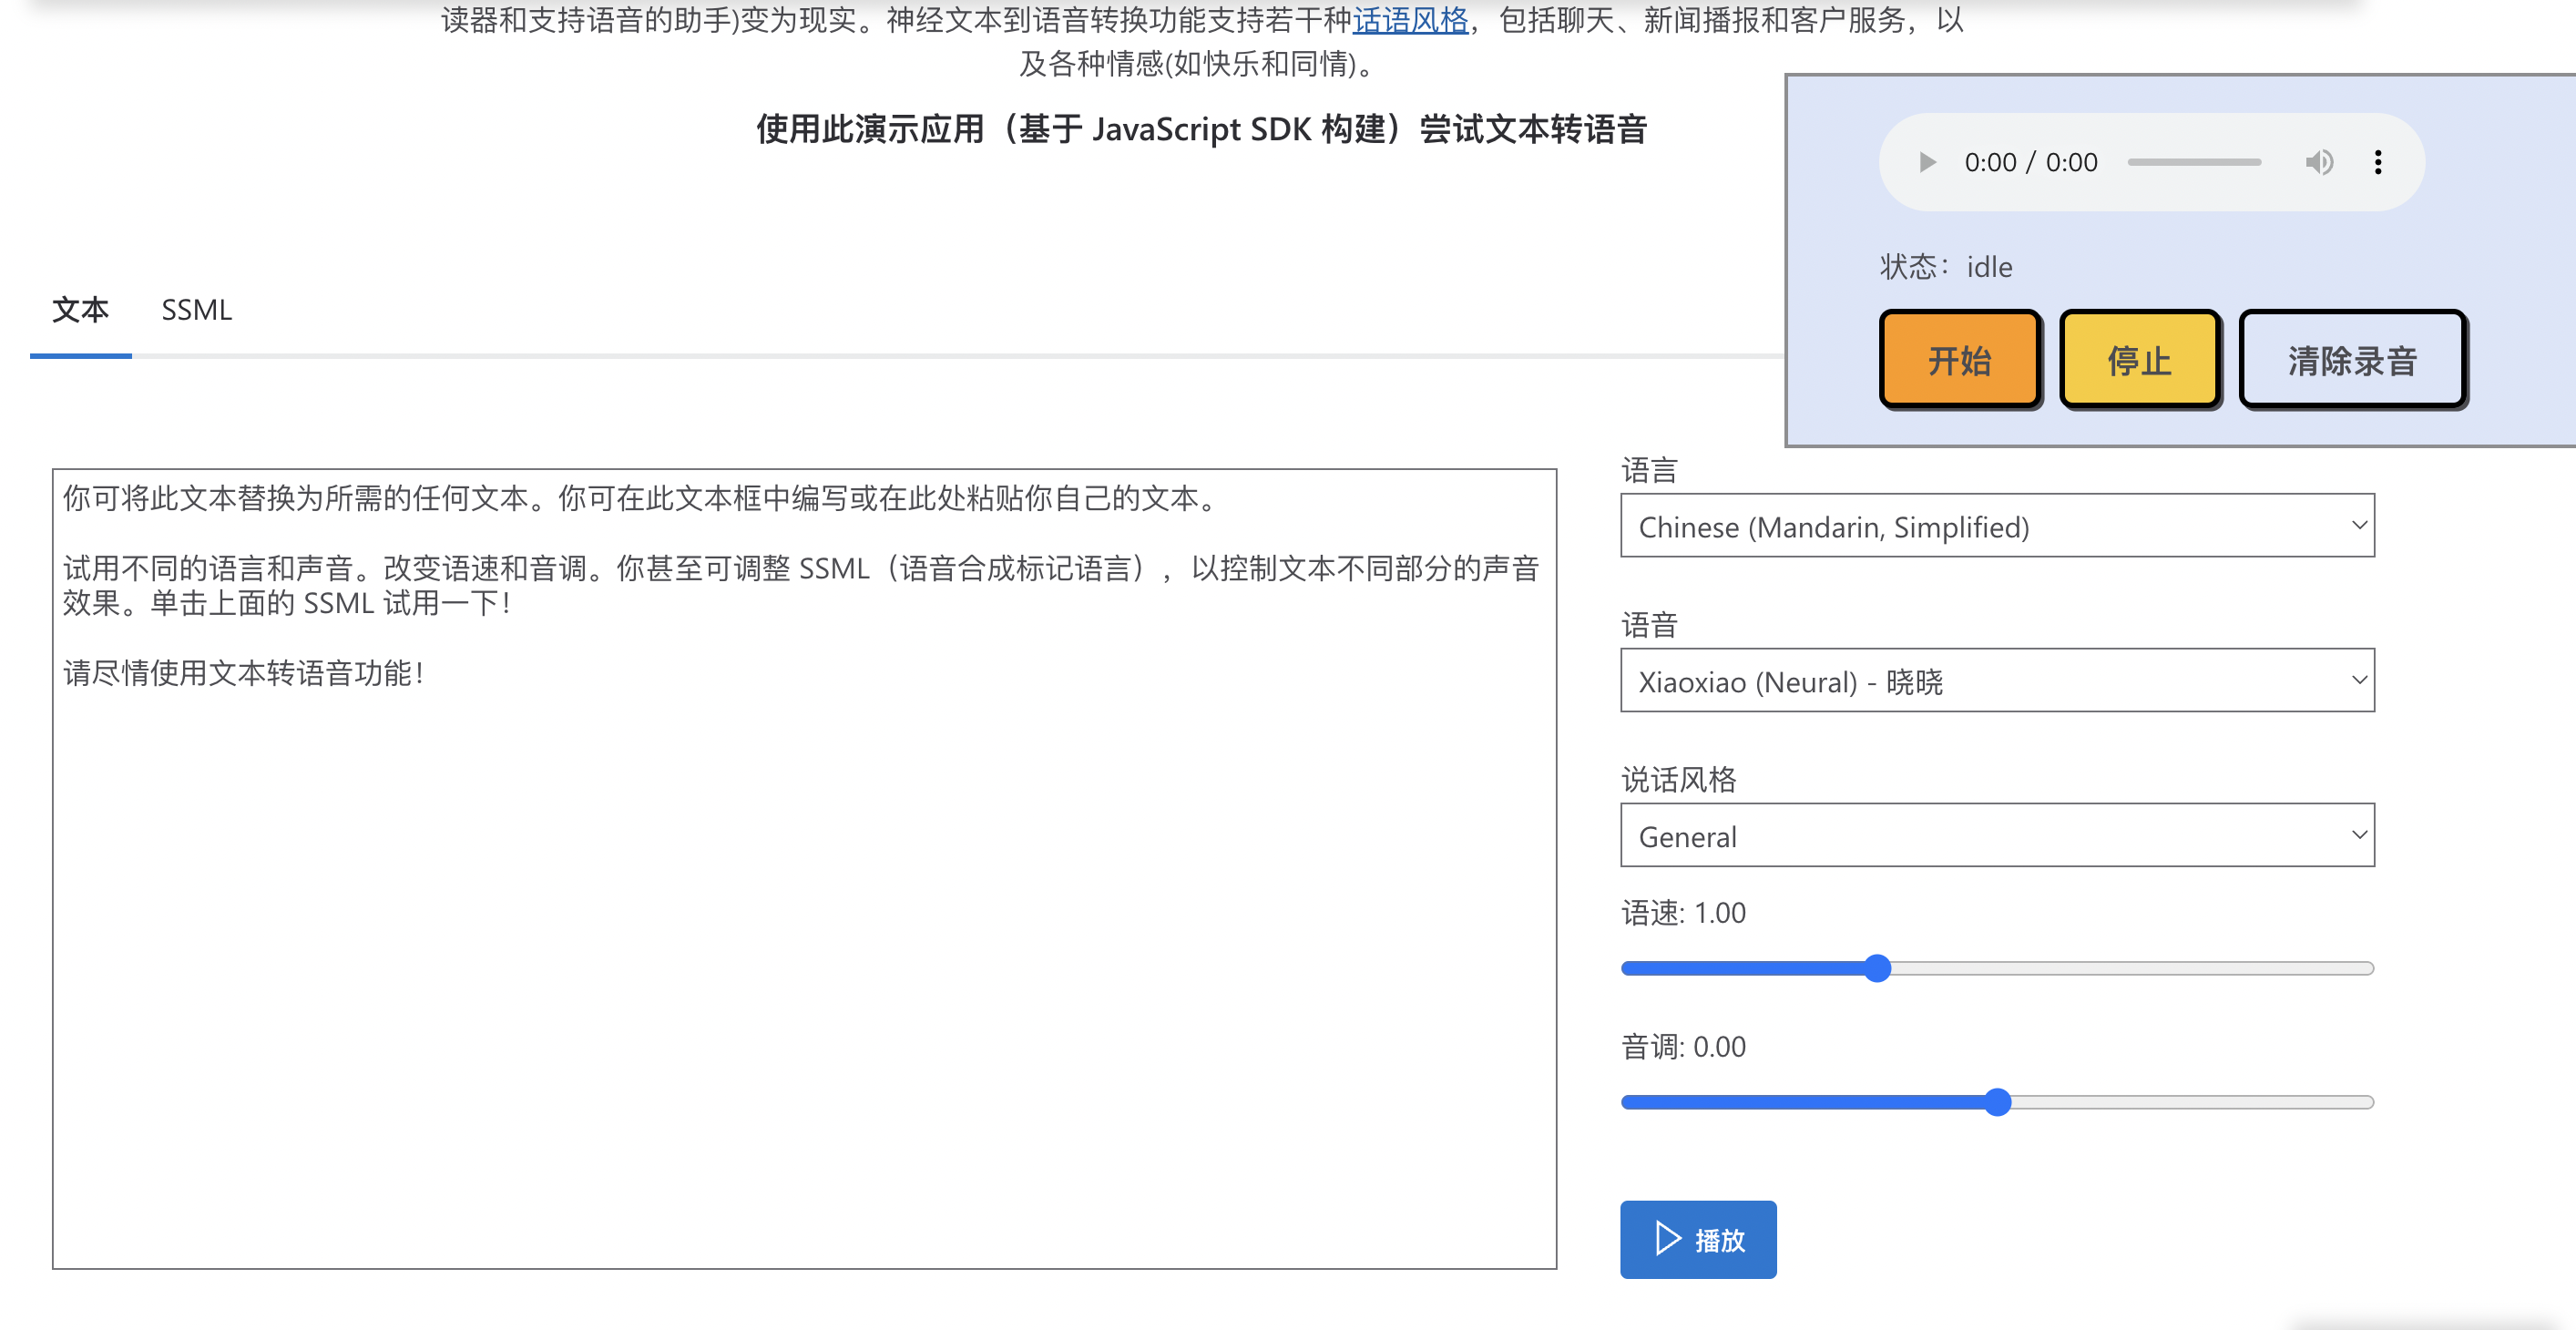 读器和支持语音的助手)变为现实。神经文本到语音转换功能支持若干种话语风格，包括聊天、新闻播报和客户服务，以
及各种情感(如快乐和同情)。
使用此演示应用（基于 JavaScript SDK 构建）尝试文本转语音
0:00 / 0:00
状态：idle
开始 停止 清除录音
文本 SSML
你可将此文本替换为所需的任何文本。你可在此文本框中编写或在此处粘贴你自己的文本。
试用不同的语言和声音。改变语速和音调。你甚至可调整 SSML（语音合成标记语言），以控制文本不同部分的声音
效果。单击上面的 SSML 试用一下！
请尽情使用文本转语音功能！
语言
Chinese (Mandarin, Simplified)
语音
Xiaoxiao (Neural) - 晓晓
说话风格
General
语速: 1.00
音调: 0.00
播放